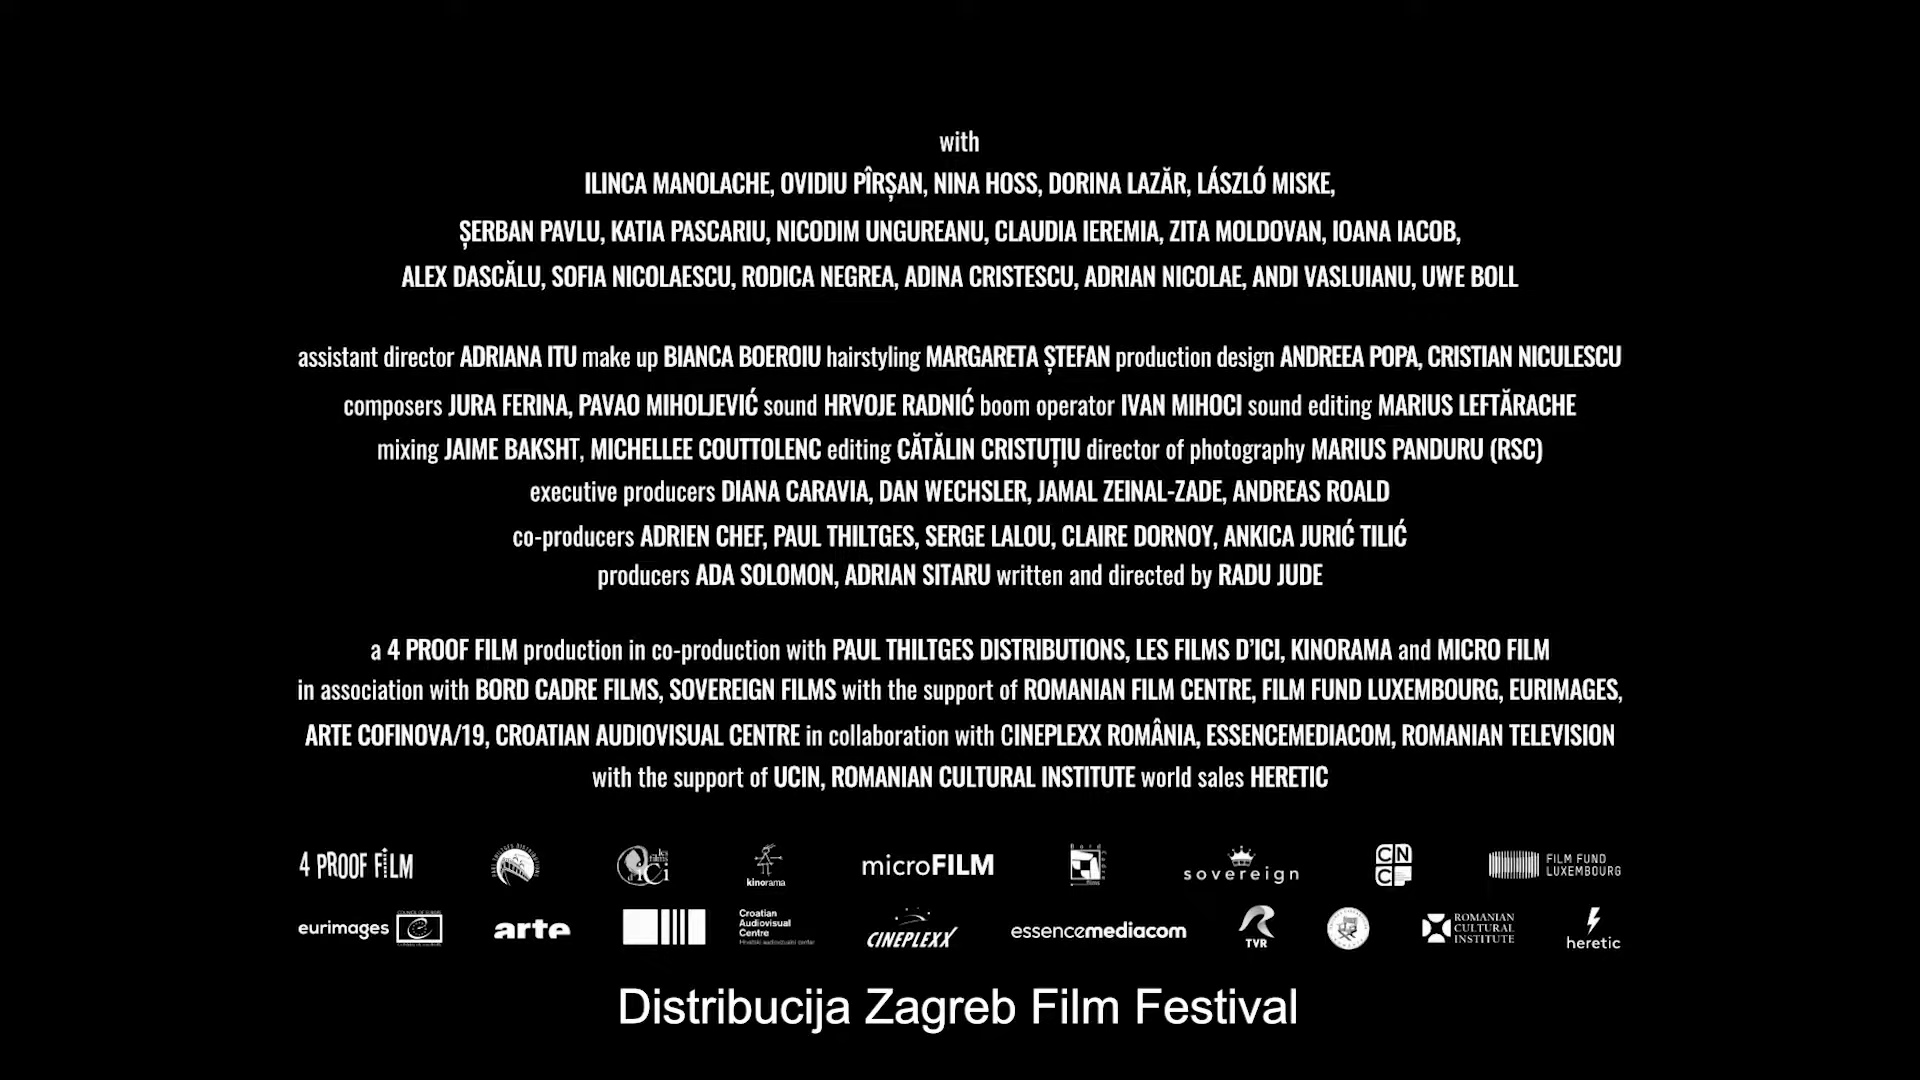 with
ILINCA MANOLACHE, OVIDIU PÎRȘAN, NINA HOSS, DORINA LAZĂR, LÁSZLÓ MISKE,
ȘERBAN PAVLU, KATIA PASCARIU, NICODIM UNGUREANU, CLAUDIA IEREMIA, ZITA MOLDOVAN, IOANA IACOB,
ALEX DASCĂLU, SOFIA NICOLAESCU, RODICA NEGREA, ADINA CRISTESCU, ADRIAN NICOLAE, ANDI VASLUIANU, UWE BOLL
assistant director ADRIANA ITU make up BIANCA BOEROIU hairstyling MARGARETA ȘTEFAN production design ANDREEA POPA, CRISTIAN NICULESCU
composers JURA FERINA, PAVAO MIHOLJEVIĆ sound HRVOJE RADNIĆ boom operator IVAN MIHOCI sound editing MARIUS LEFTĂRACHE
mixing JAIME BAKSHT, MICHELLEE COUTTOLENC editing CĂTĂLIN CRISTUȚIU director of photography MARIUS PANDURU (RSC)
executive producers DIANA CARAVIA, DAN WECHSLER, JAMAL ZEINAL-ZADE, ANDREAS ROALD
co-producers ADRIEN CHEF, PAUL THILTGES, SERGE LALOU, CLAIRE DORNOY, ANKICA JURIĆ TILIĆ
producers ADA SOLOMON, ADRIAN SITARU written and directed by RADU JUDE
a 4 PROOF FILM production in co-production with PAUL THILTGES DISTRIBUTIONS, LES FILMS D'ICI, KINORAMA and MICRO FILM
in association with BORD CADRE FILMS, SOVEREIGN FILMS with the support of ROMANIAN FILM CENTRE, FILM FUND LUXEMBOURG, EURIMAGES,
ARTE COFINOVA/19, CROATIAN AUDIOVISUAL CENTRE in collaboration with CINEPLEXX ROMÂNIA, ESSENCEMEDIACOM, ROMANIAN TELEVISION
with the support of UCIN, ROMANIAN CULTURAL INSTITUTE world sales HERETIC
4 PROOF FiLM
les films d'iCi
kinorama
microFILM
Bord
sovereign
CNC
FILM FUND
LUXEMBOURG
eurimages
arte
Croatian
Audiovisual
Centre
CINEPLEXX
essencemediacom
TVR
ROMANIAN
CULTURAL
INSTITUTE
heretic
Distribucija Zagreb Film Festival